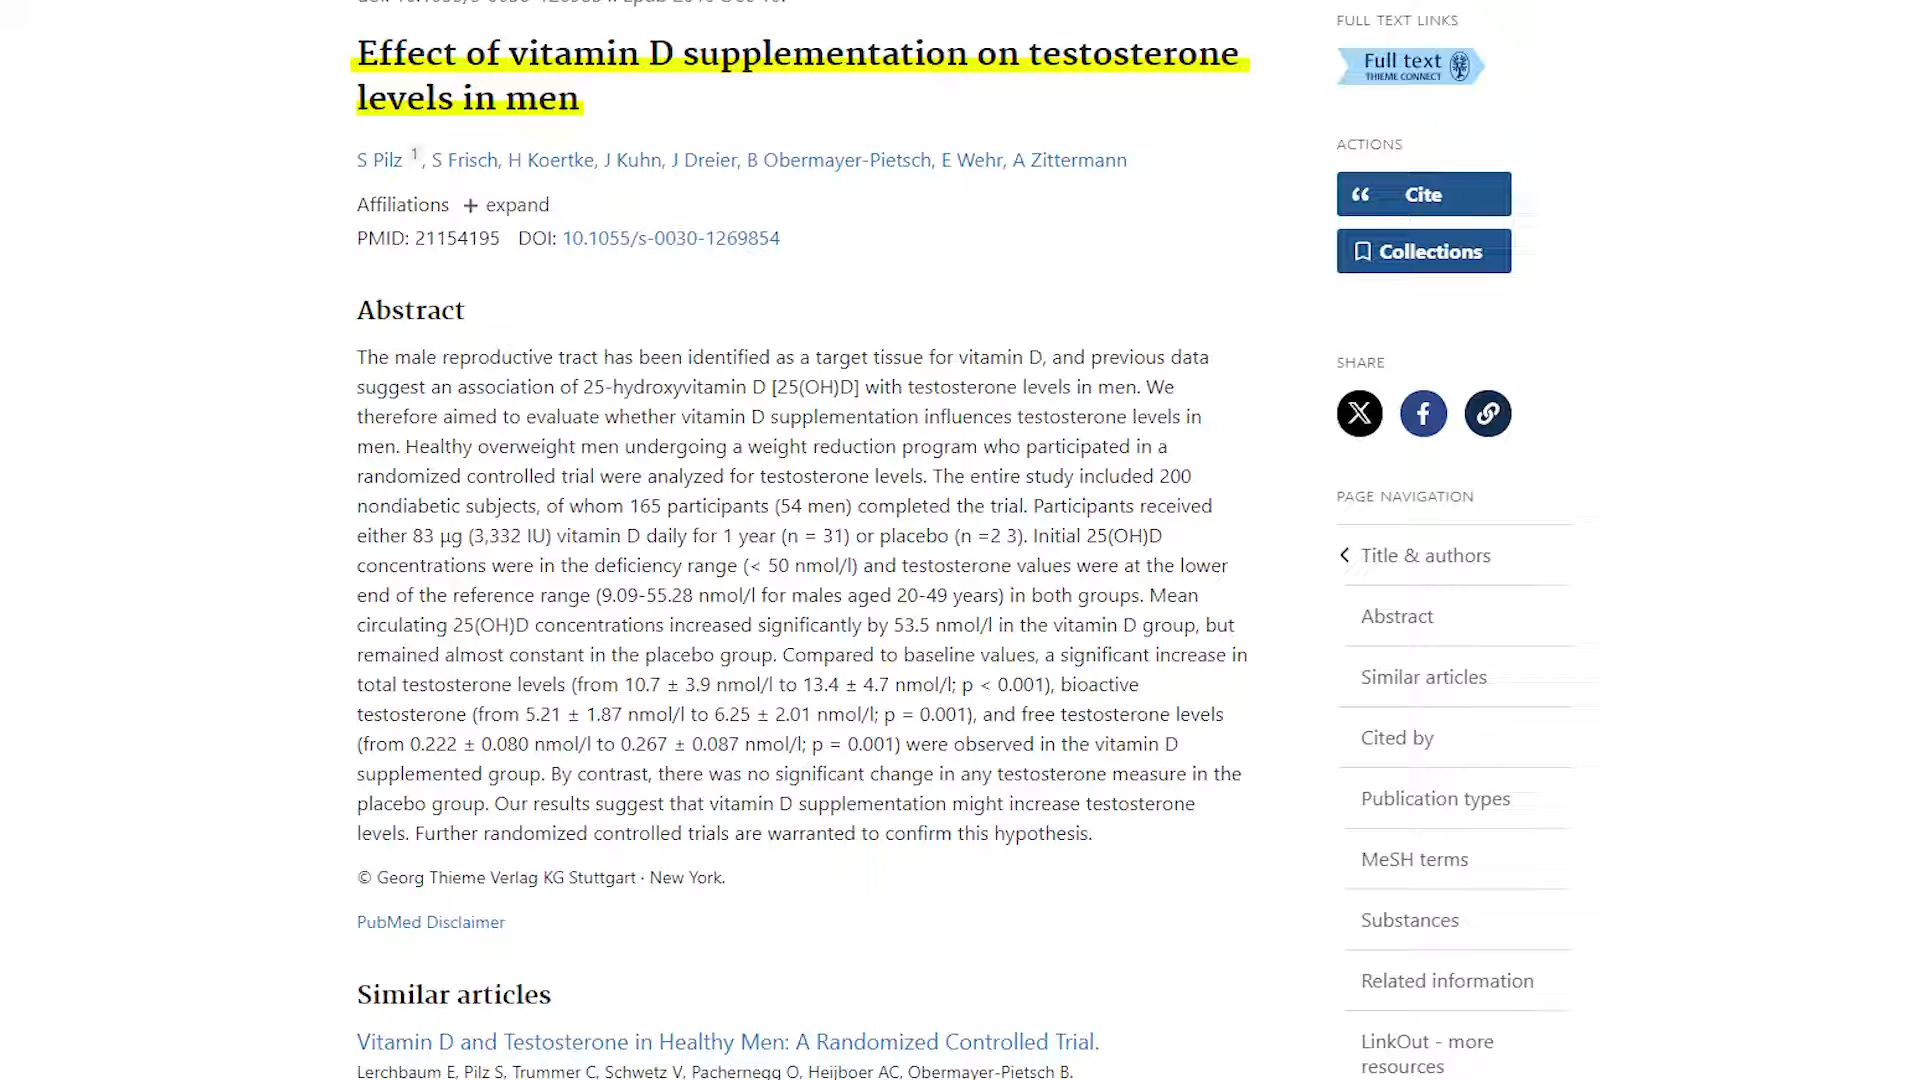 Effect of vitamin D supplementation on testosterone
levels in men
S Pilz 1, S Frisch, H Koertke, J Kuhn, J Dreier, B Obermayer-Pietsch, E Wehr, A Zittermann
Affiliations + expand
PMID: 21154195 DOI: 10.1055/s-0030-1269854
Abstract
The male reproductive tract has been identified as a target tissue for vitamin D, and previous data
suggest an association of 25-hydroxyvitamin D [25(OH)D] with testosterone levels in men. We
therefore aimed to evaluate whether vitamin D supplementation influences testosterone levels in
men. Healthy overweight men undergoing a weight reduction program who participated in a
randomized controlled trial were analyzed for testosterone levels. The entire study included 200
nondiabetic subjects, of whom 165 participants (54 men) completed the trial. Participants received
either 83 μg (3,332 IU) vitamin D daily for 1 year (n = 31) or placebo (n =2 3). Initial 25(OH)D
concentrations were in the deficiency range (< 50 nmol/l) and testosterone values were at the lower
end of the reference range (9.09-55.28 nmol/l for males aged 20-49 years) in both groups. Mean
circulating 25(OH)D concentrations increased significantly by 53.5 nmol/l in the vitamin D group, but
remained almost constant in the placebo group. Compared to baseline values, a significant increase in
total testosterone levels (from 10.7 ± 3.9 nmol/l to 13.4 ± 4.7 nmol/l; p < 0.001), bioactive
testosterone (from 5.21 ± 1.87 nmol/l to 6.25 ± 2.01 nmol/l; p = 0.001), and free testosterone levels
(from 0.222 ± 0.080 nmol/l to 0.267 ± 0.087 nmol/l; p = 0.001) were observed in the vitamin D
supplemented group. By contrast, there was no significant change in any testosterone measure in the
placebo group. Our results suggest that vitamin D supplementation might increase testosterone
levels. Further randomized controlled trials are warranted to confirm this hypothesis.
© Georg Thieme Verlag KG Stuttgart · New York.
PubMed Disclaimer
Similar articles
Vitamin D and Testosterone in Healthy Men: A Randomized Controlled Trial.
Lerchbaum E, Pilz S, Trummer C, Schwetz V, Pachernegg O, Heijboer AC, Obermayer-Pietsch B.
FULL TEXT LINKS
Full text
THIEME CONNECT
ACTIONS
Cite
Collections
SHARE
PAGE NAVIGATION
Title & authors
Abstract
Similar articles
Cited by
Publication types
MeSH terms
Substances
Related information
LinkOut - more
resources